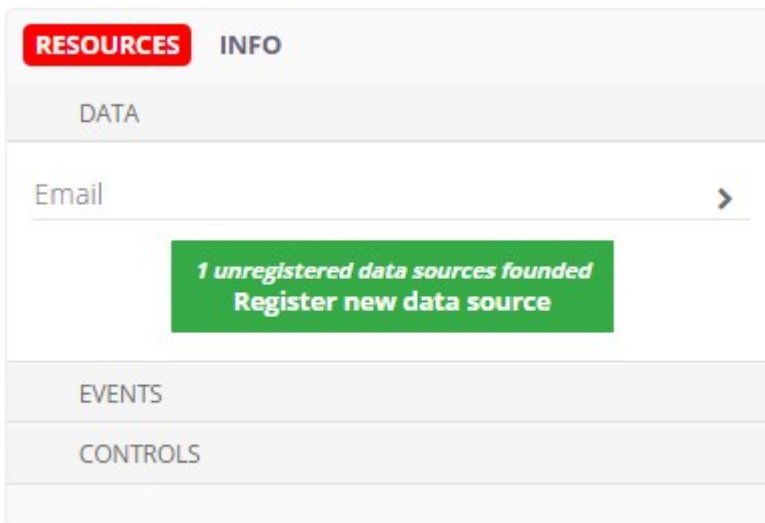 RESOURCES INFO
DATA
Email
1 unregistered data sources founded
Register new data source
EVENTS
CONTROLS